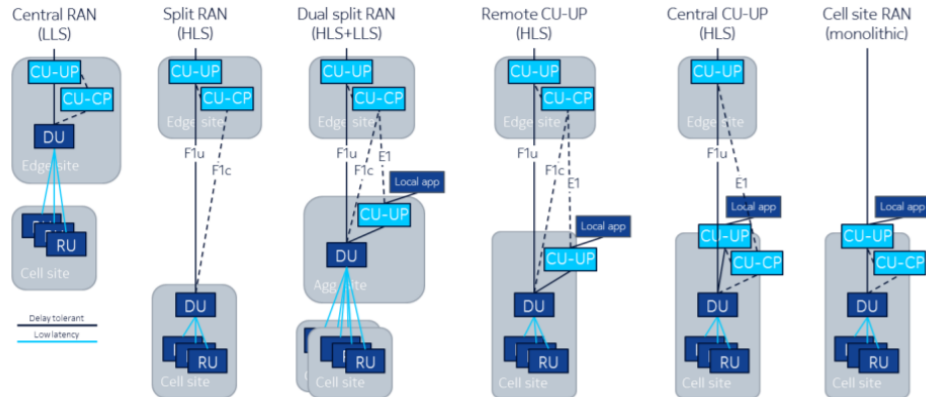 Central RAN
(LLS)
CU-UP
CU-CP
DU
Edge site
RU
Cell site
Delay tolerant
Low latency
Split RAN
(HLS)
CU-UP
CU-CP
Edge site
F1u
F1c
DU
RU
Cell site
Dual split RAN
(HLS+LLS)
CU-UP
CU-CP
Edge site
F1u
F1c
E1
Local app
CU-UP
DU
Aggr site
RU
Cell site
Remote CU-UP
(HLS)
CU-UP
CU-CP
Edge site
F1u
F1c
E1
Local app
CU-UP
DU
RU
Cell site
Central CU-UP
(HLS)
CU-UP
Edge site
F1u
E1
Local app
CU-UP
CU-CP
DU
RU
Cell site
Cell site RAN
(monolithic)
Local app
CU-UP
CU-CP
DU
RU
Cell site